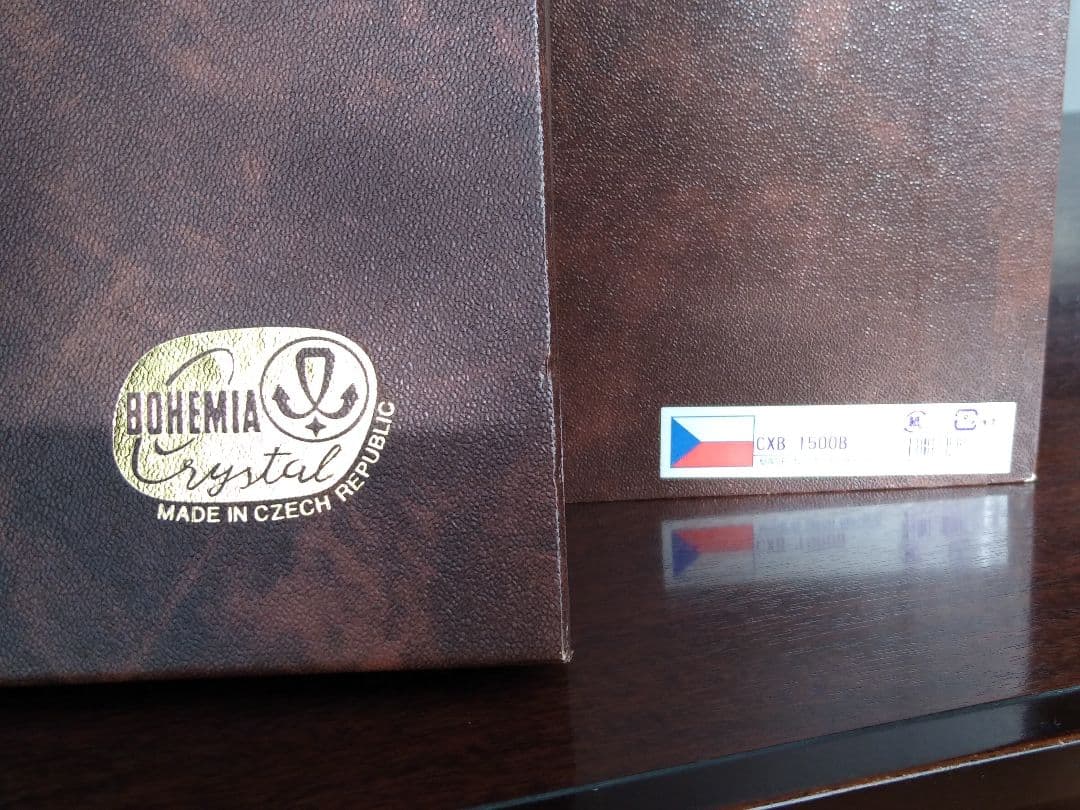 BOHEMIA
Crystal
MADE IN CZECH REPUBLIC
CXB 1500B